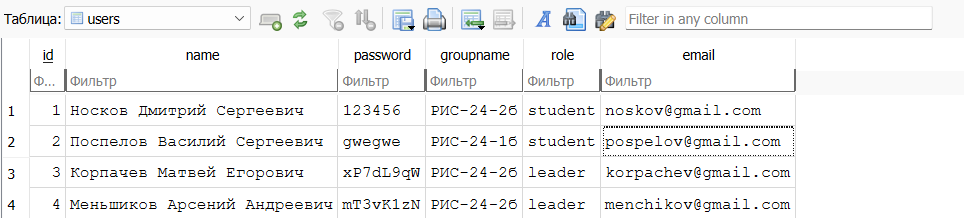 Таблица: users Filter in any column
id name password groupname role email
Ф... Фильтр Фильтр Фильтр Фильтр Фильтр
1 1 Носков Дмитрий Сергеевич 123456 РИС-24-2б student noskov@gmail.com
2 2 Поспелов Василий Сергеевич gwegwe РИС-24-1б student pospelov@gmail.com
3 3 Корпачев Матвей Егорович xP7dL9qW РИС-24-2б leader korpachev@gmail.com
4 4 Меньшиков Арсений Андреевич mT3vK1zN РИС-24-2б leader menchikov@gmail.com